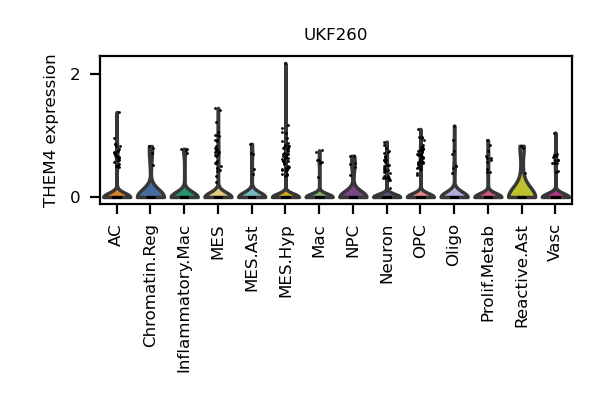 UKF260
THEM4 expression
2
0
AC
Chromatin.Reg
Inflammatory.Mac
MES
MES.Ast
MES.Hyp
Mac
NPC
Neuron
OPC
Oligo
Prolif.Metab
Reactive.Ast
Vasc